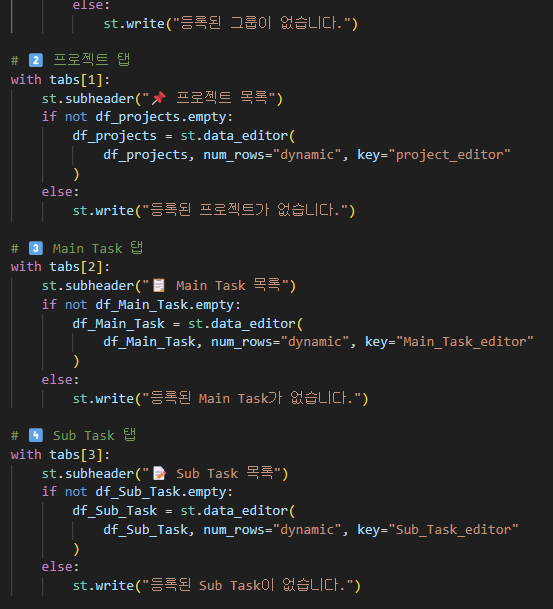 else:
st.write("등록된 그룹이 없습니다.")
# 2️⃣ 프로젝트 탭
with tabs[1]:
st.subheader("📌 프로젝트 목록")
if not df_projects.empty:
df_projects = st.data_editor(
df_projects, num_rows="dynamic", key="project_editor"
)
else:
st.write("등록된 프로젝트가 없습니다.")
# 3️⃣ Main Task 탭
with tabs[2]:
st.subheader("📋 Main Task 목록")
if not df_Main_Task.empty:
df_Main_Task = st.data_editor(
df_Main_Task, num_rows="dynamic", key="Main_Task_editor"
)
else:
st.write("등록된 Main Task가 없습니다.")
# 4️⃣ Sub Task 탭
with tabs[3]:
st.subheader("📝 Sub Task 목록")
if not df_Sub_Task.empty:
df_Sub_Task = st.data_editor(
df_Sub_Task, num_rows="dynamic", key="Sub_Task_editor"
)
else:
st.write("등록된 Sub Task이 없습니다.")